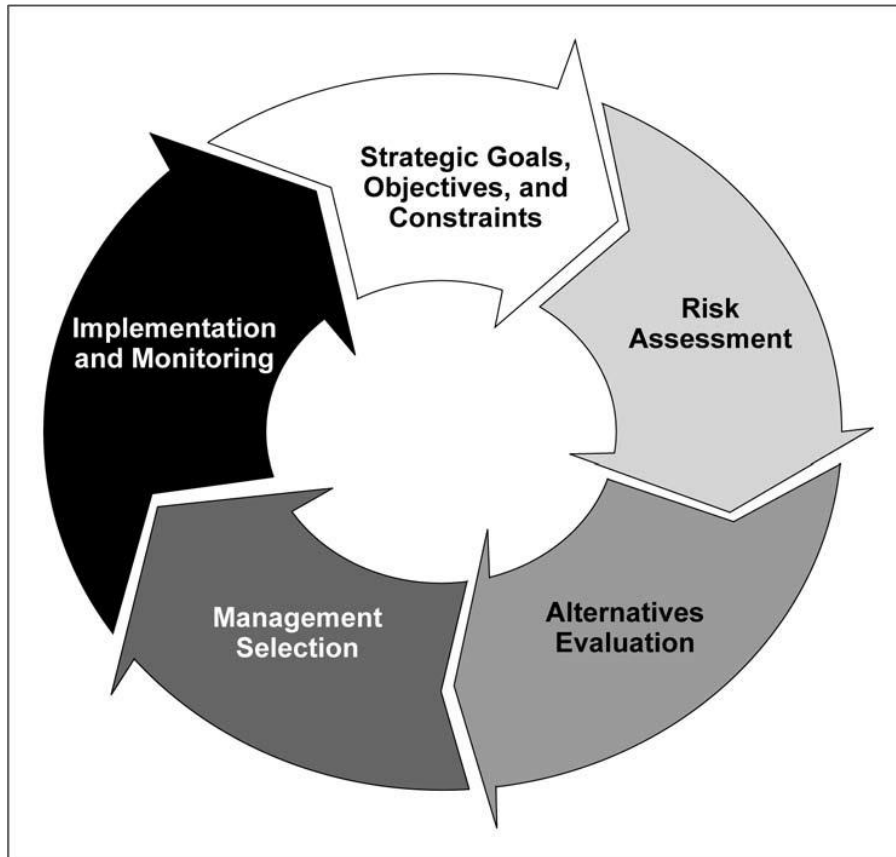 Strategic Goals,
Objectives, and
Constraints
Risk
Assessment
Alternatives
Evaluation
Management
Selection
Implementation
and Monitoring